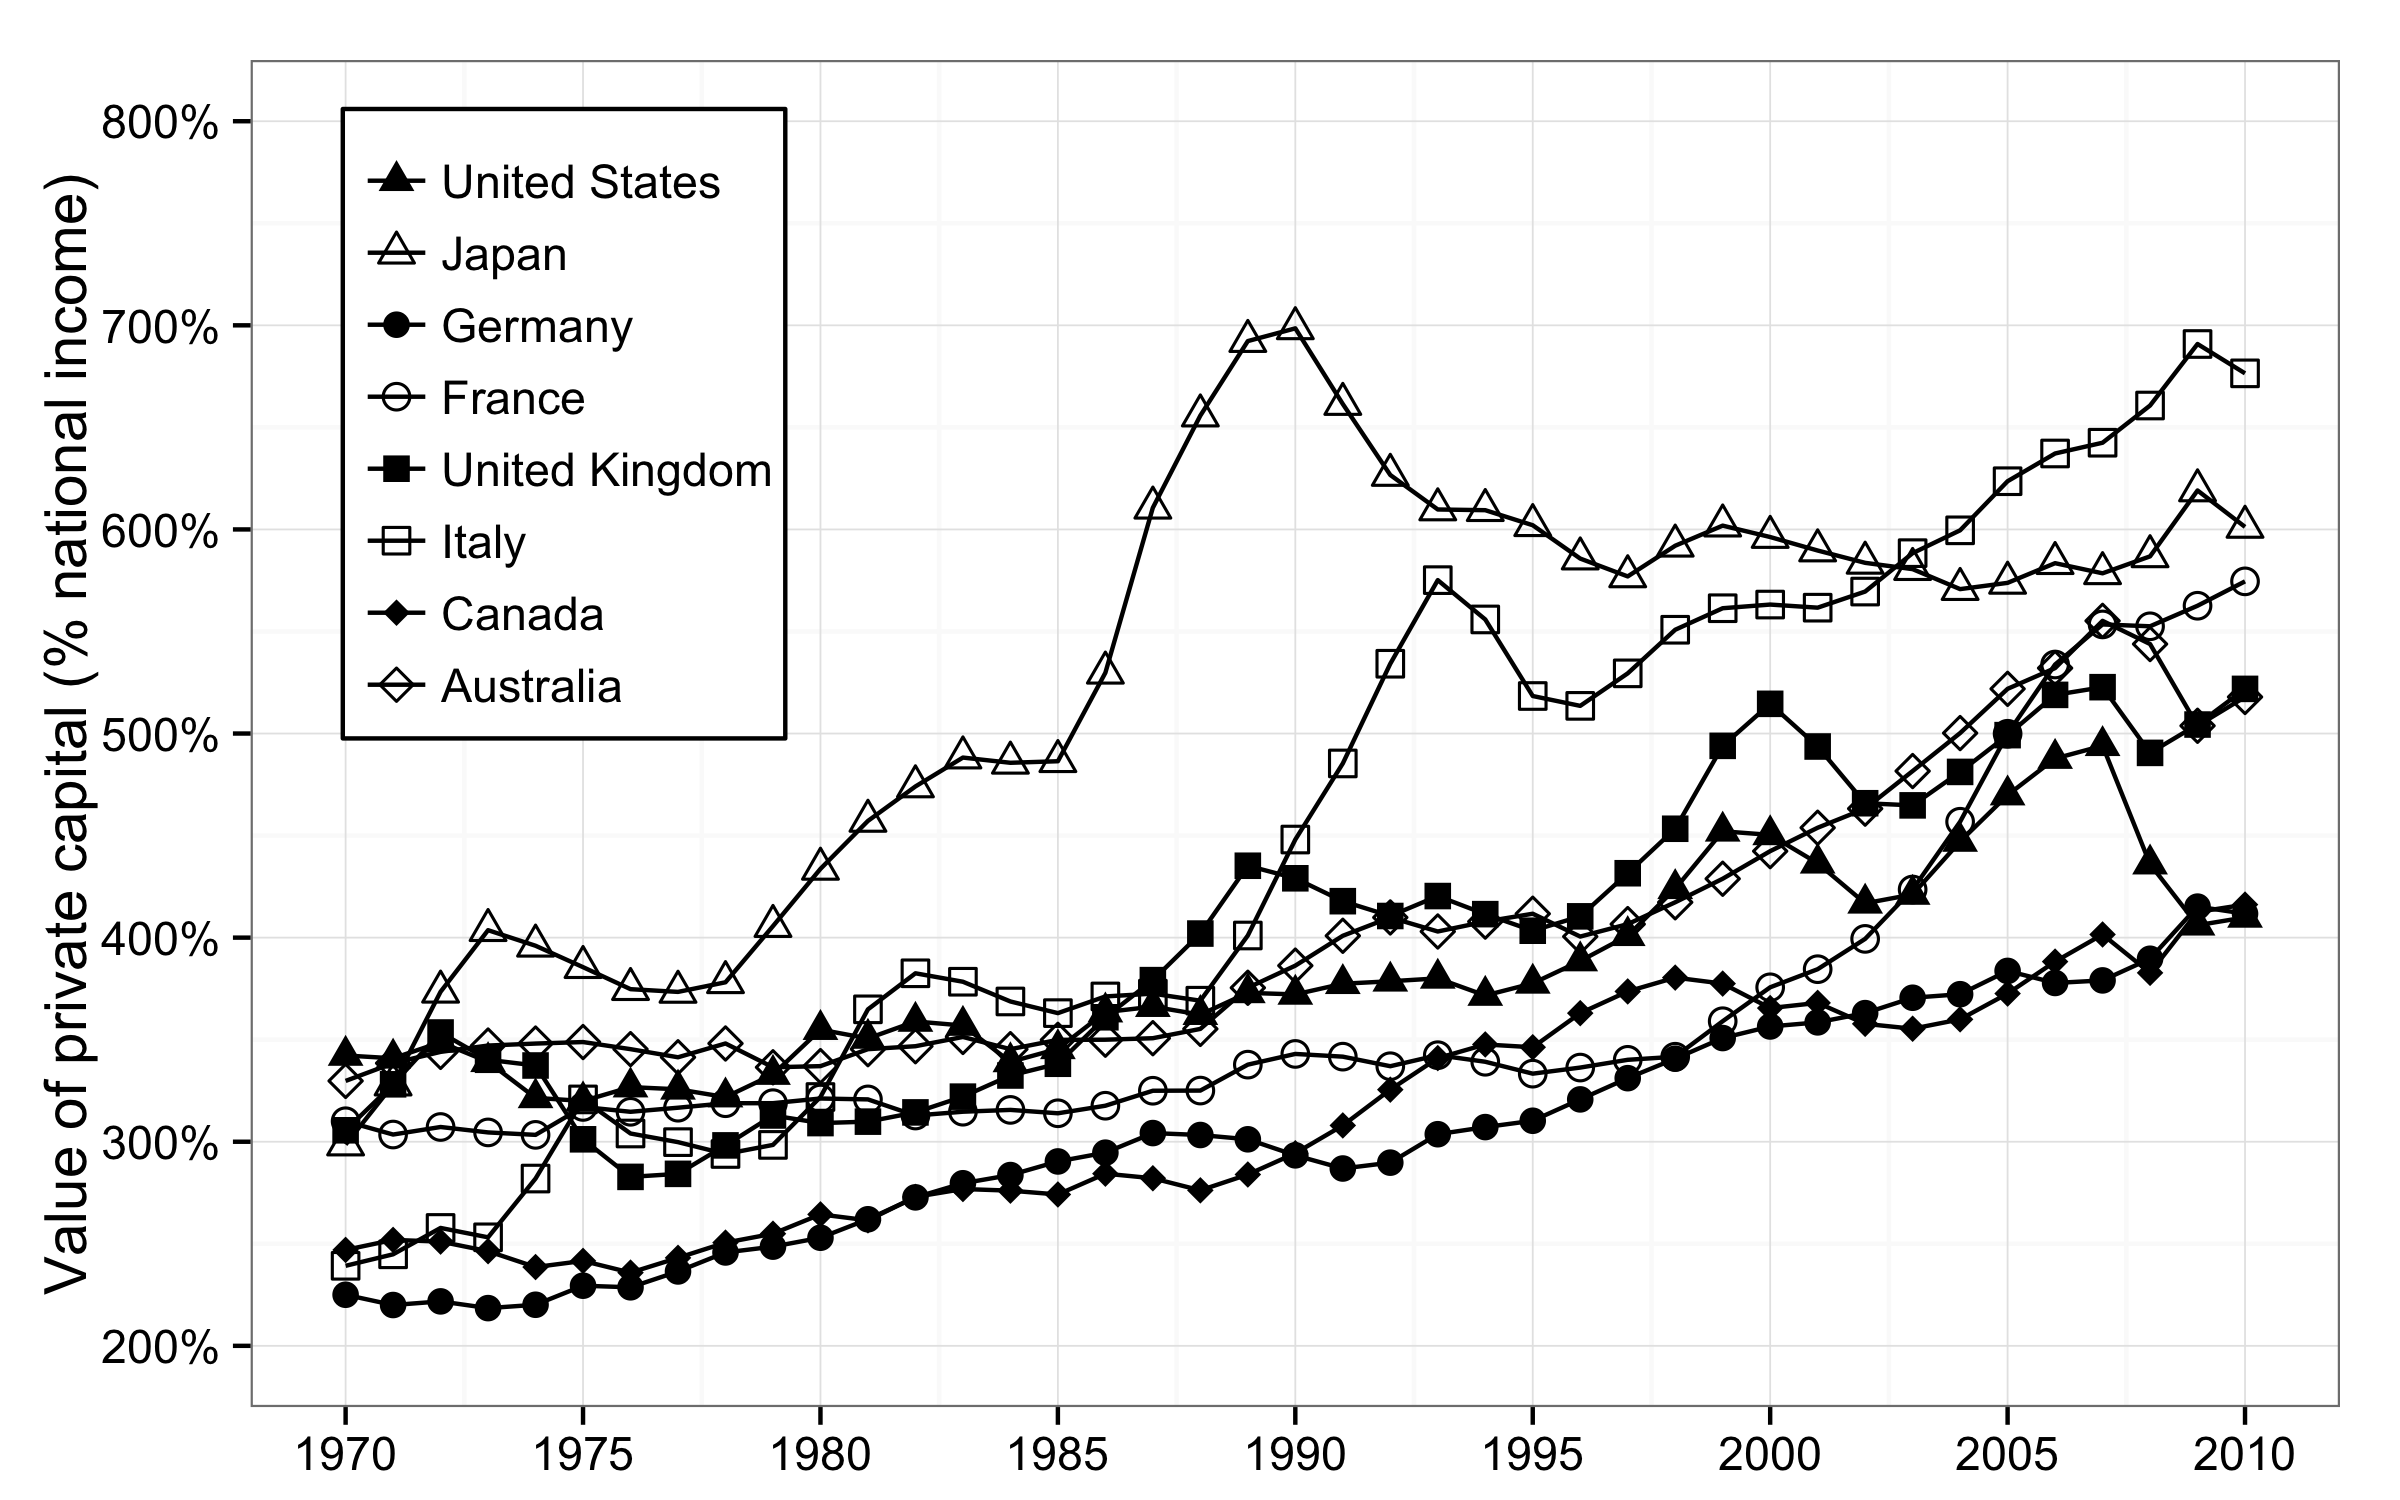 Value of private capital (% national income)
800%
700%
600%
500%
400%
300%
200%
United States
Japan
Germany
France
United Kingdom
Italy
Canada
Australia
1970 1975 1980 1985 1990 1995 2000 2005 2010